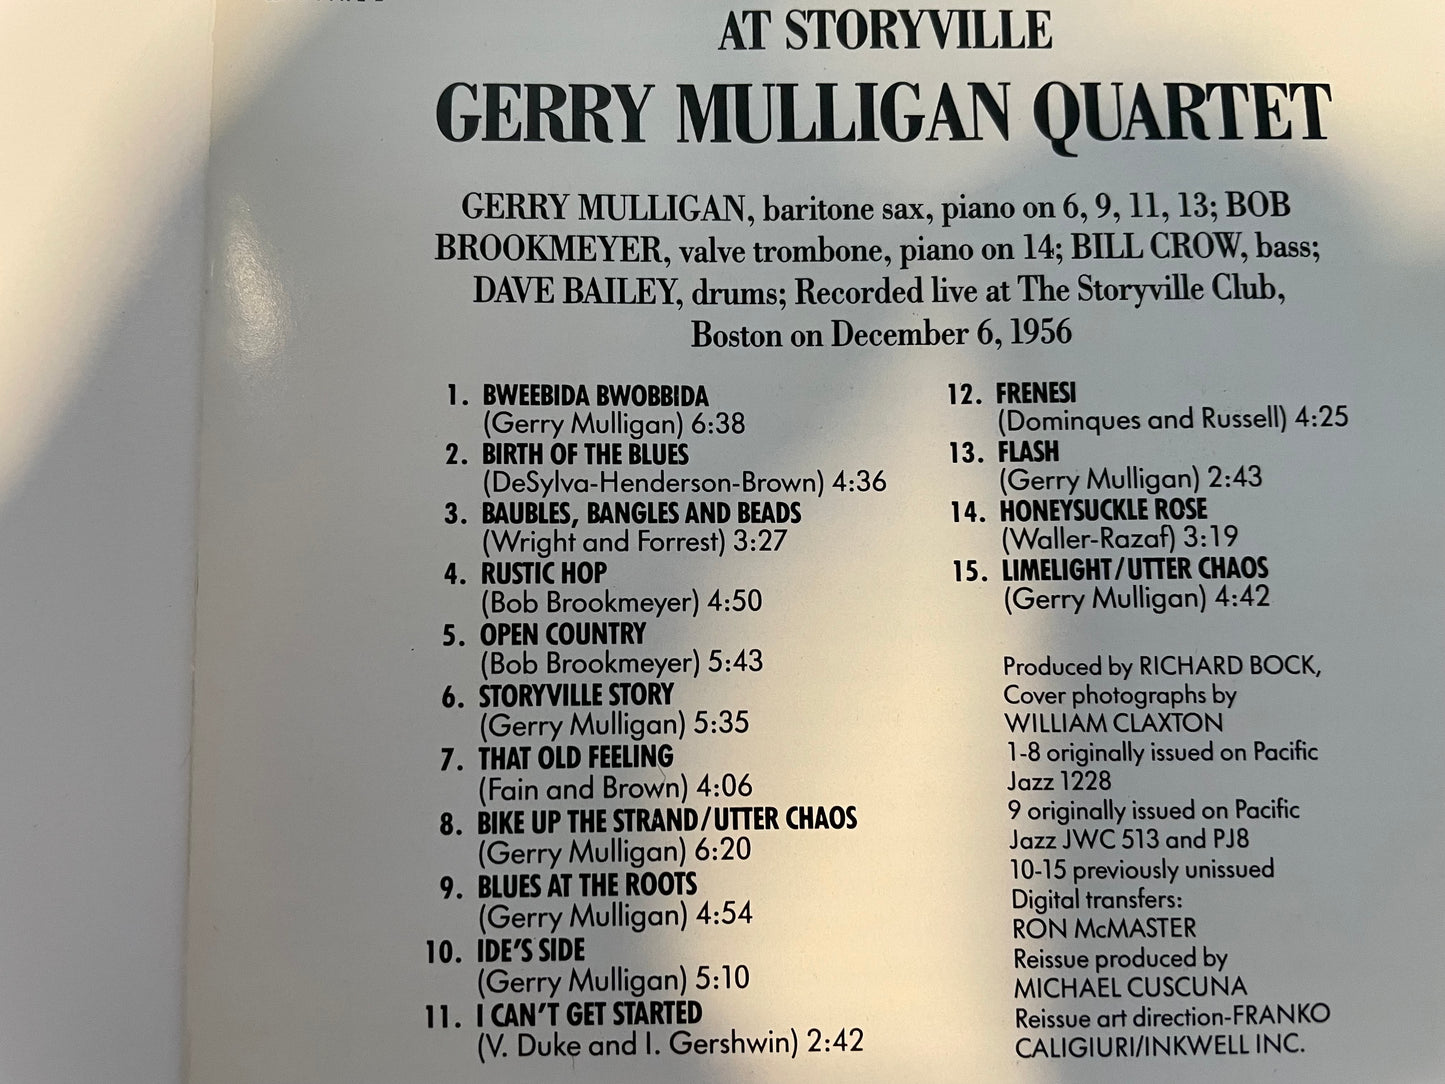 AT STORYVILLE
GERRY MULLIGAN QUARTET
GERRY MULLIGAN, baritone sax, piano on 6, 9, 11, 13; BOB
BROOKMEYER, valve trombone, piano on 14; BILL CROW, bass;
DAVE BAILEY, drums; Recorded live at The Storyville Club,
Boston on December 6, 1956
1. BWEEBIDA BWOBBIDA
(Gerry Mulligan) 6:38
2. BIRTH OF THE BLUES
(DeSylva-Henderson-Brown) 4:36
3. BAUBLES, BANGLES AND BEADS
(Wright and Forrest) 3:27
4. RUSTIC HOP
(Bob Brookmeyer) 4:50
5. OPEN COUNTRY
(Bob Brookmeyer) 5:43
6. STORYVILLE STORY
(Gerry Mulligan) 5:35
7. THAT OLD FEELING
(Fain and Brown) 4:06
8. BIKE UP THE STRAND/UTTER CHAOS
(Gerry Mulligan) 6:20
9. BLUES AT THE ROOTS
(Gerry Mulligan) 4:54
10. IDE'S SIDE
(Gerry Mulligan) 5:10
11. I CAN'T GET STARTED
(V. Duke and I. Gershwin) 2:42
12. FRENESI
(Dominques and Russell) 4:25
13. FLASH
(Gerry Mulligan) 2:43
14. HONEYSUCKLE ROSE
(Waller-Razaf) 3:19
15. LIMELIGHT/UTTER CHAOS
(Gerry Mulligan) 4:42
Produced by RICHARD BOCK,
Cover photographs by
WILLIAM CLAXTON
1-8 originally issued on Pacific
Jazz 1228
9 originally issued on Pacific
Jazz JWC 513 and PJ8
10-15 previously unissued
Digital transfers:
RON McMASTER
Reissue produced by
MICHAEL CUSCUNA
Reissue art direction-FRANKO
CALIGIURI/INKWELL INC.